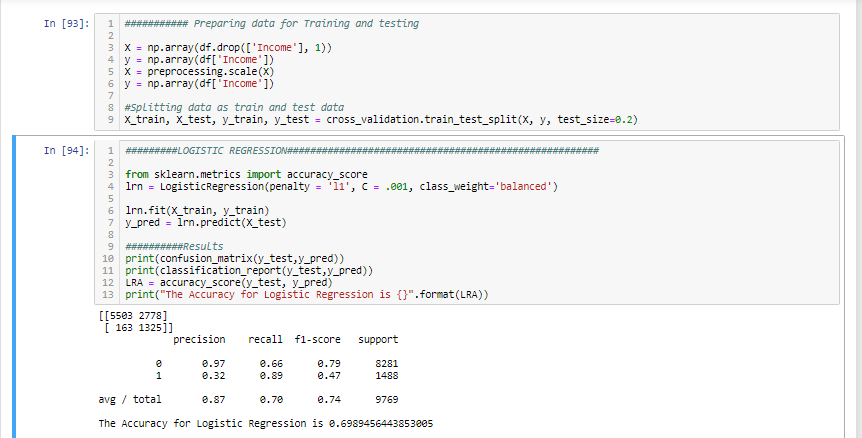 In [93]:
1 ########### Preparing data for Training and testing
2
3 X = np.array(df.drop(['Income'], 1))
4 y = np.array(df['Income'])
5 X = preprocessing.scale(X)
6 y = np.array(df['Income'])
7
8 #Splitting data as train and test data
9 X_train, X_test, y_train, y_test = cross_validation.train_test_split(X, y, test_size=0.2)
In [94]:
1 #########LOGISTIC REGRESSION######################################################
2
3 from sklearn.metrics import accuracy_score
4 lrn = LogisticRegression(penalty = 'l1', C = .001, class_weight='balanced')
5
6 lrn.fit(X_train, y_train)
7 y_pred = lrn.predict(X_test)
8
9 ##########Results
10 print(confusion_matrix(y_test,y_pred))
11 print(classification_report(y_test,y_pred))
12 LRA = accuracy_score(y_test, y_pred)
13 print("The Accuracy for Logistic Regression is {}".format(LRA))
[[5503 2778]
[ 163 1325]]
precision recall f1-score support
0 0.97 0.66 0.79 8281
1 0.32 0.89 0.47 1488
avg / total 0.87 0.70 0.74 9769
The Accuracy for Logistic Regression is 0.6989456443853005